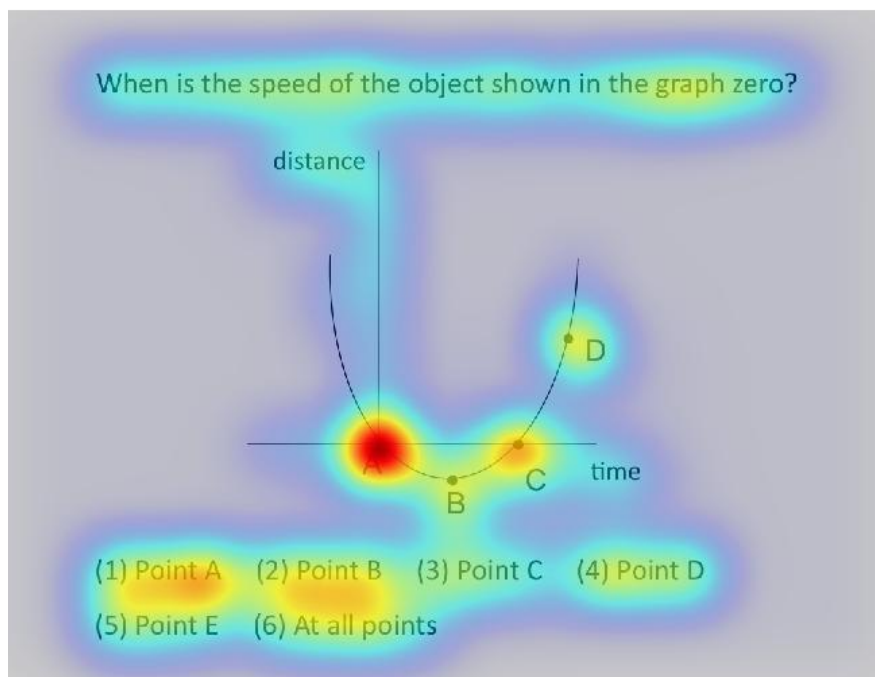 When is the speed of the object shown in the graph zero?
distance
D
A
B
C
time
(1) Point A (2) Point B (3) Point C (4) Point D
(5) Point E (6) At all points